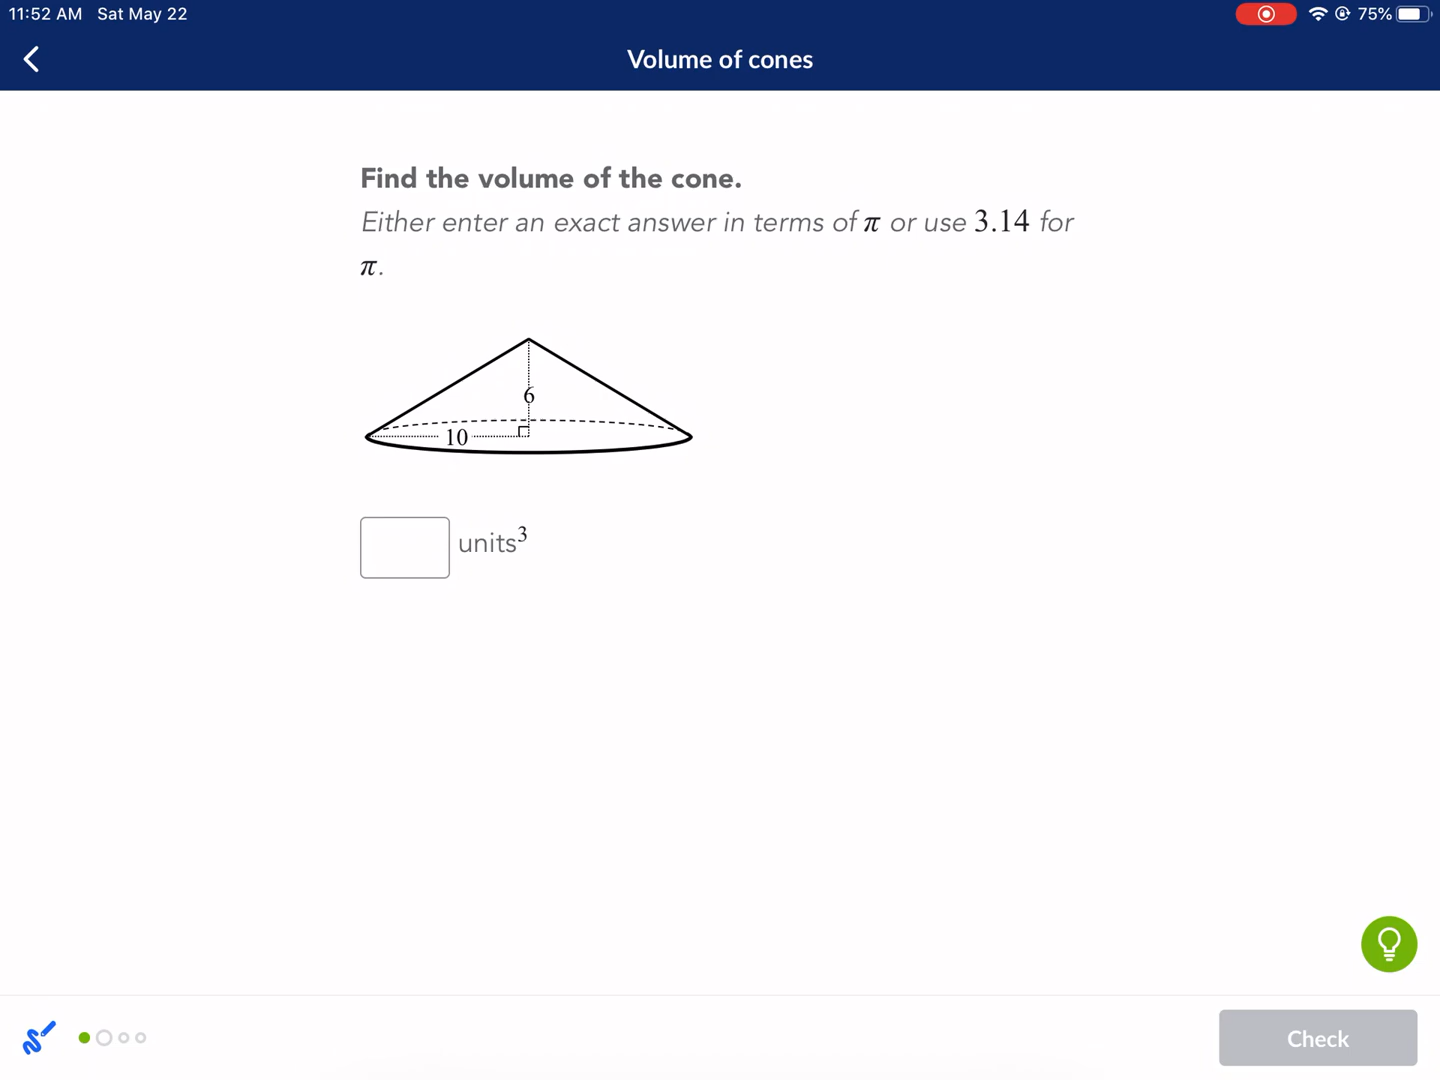 11:52 AM Sat May 22
75%
Volume of cones
Find the volume of the cone.
Either enter an exact answer in terms of π or use 3.14 for
π.
6
10
units³
Check